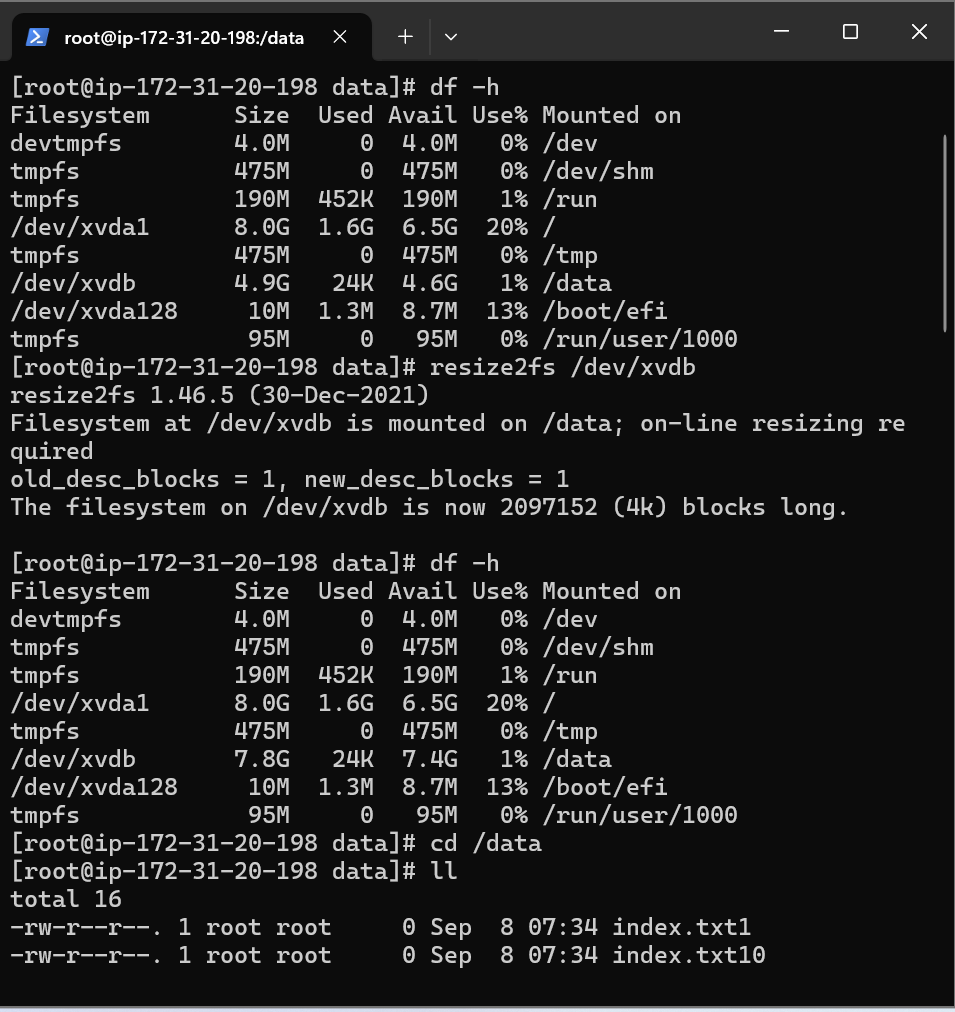 root@ip-172-31-20-198:/data
[root@ip-172-31-20-198 data]# df -h
Filesystem      Size  Used Avail Use% Mounted on
devtmpfs        4.0M     0  4.0M   0% /dev
tmpfs           475M     0  475M   0% /dev/shm
tmpfs           190M  452K  190M   1% /run
/dev/xvda1      8.0G  1.6G  6.5G  20% /
tmpfs           475M     0  475M   0% /tmp
/dev/xvdb       4.9G   24K  4.6G   1% /data
/dev/xvda128     10M  1.3M  8.7M  13% /boot/efi
tmpfs            95M     0   95M   0% /run/user/1000
[root@ip-172-31-20-198 data]# resize2fs /dev/xvdb
resize2fs 1.46.5 (30-Dec-2021)
Filesystem at /dev/xvdb is mounted on /data; on-line resizing re
quired
old_desc_blocks = 1, new_desc_blocks = 1
The filesystem on /dev/xvdb is now 2097152 (4k) blocks long.

[root@ip-172-31-20-198 data]# df -h
Filesystem      Size  Used Avail Use% Mounted on
devtmpfs        4.0M     0  4.0M   0% /dev
tmpfs           475M     0  475M   0% /dev/shm
tmpfs           190M  452K  190M   1% /run
/dev/xvda1      8.0G  1.6G  6.5G  20% /
tmpfs           475M     0  475M   0% /tmp
/dev/xvdb       7.8G   24K  7.4G   1% /data
/dev/xvda128     10M  1.3M  8.7M  13% /boot/efi
tmpfs            95M     0   95M   0% /run/user/1000
[root@ip-172-31-20-198 data]# cd /data
[root@ip-172-31-20-198 data]# ll
total 16
-rw-r--r--. 1 root root     0 Sep  8 07:34 index.txt1
-rw-r--r--. 1 root root     0 Sep  8 07:34 index.txt10